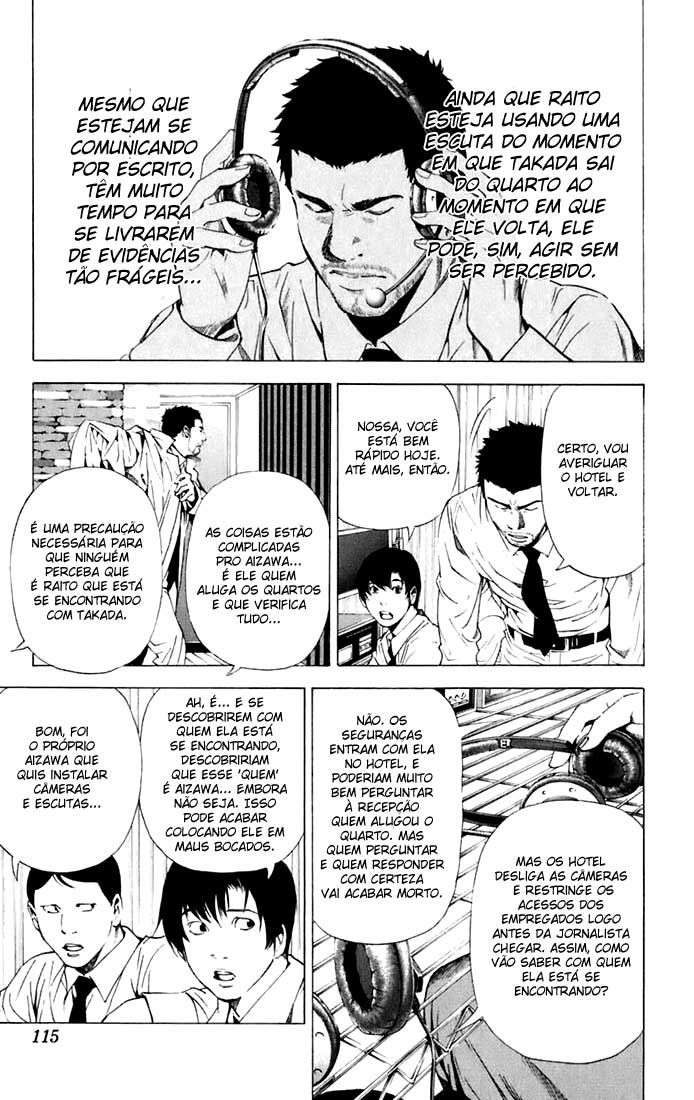 AINDA QUE RAITO
ESTEJA USANDO UMA
ESCUTA DO MOMENTO
EM QUE TAKADA SAI
DO QUARTO AO
MOMENTO EM QUE
ELE VOLTA, ELE
PODE, SIM, AGIR SEM
SER PERCEBIDO.
MESMO QUE
ESTEJAM SE
COMUNICANDO
POR ESCRITO,
TÊM MUITO
TEMPO PARA
SE LIVRAREM
DE EVIDÊNCIAS
TÃO FRÁGEIS...
CERTO, VOU
AVERIGUAR
O HOTEL E
VOLTAR.
NOSSA, VOCÊ
ESTÁ BEM
RÁPIDO HOJE.
ATÉ MAIS, ENTÃO.
AS COISAS ESTÃO
COMPLICADAS
PRO AIZAWA...
É ELE QUEM
ALUGA OS QUARTOS
E QUE VERIFICA
TUDO...
É UMA PRECAUÇÃO
NECESSÁRIA PARA
QUE NINGUÉM
PERCEBA QUE
É RAITO QUE ESTÁ
SE ENCONTRANDO
COM TAKADA.
MAS OS HOTEL
DESLIGA AS CÂMERAS
E RESTRINGE OS
ACESSOS DOS
EMPREGADOS LOGO
ANTES DA JORNALISTA
CHEGAR. ASSIM, COMO
VÃO SABER COM QUEM
ELA ESTÁ SE
ENCONTRANDO?
NÃO. OS
SEGURANÇAS
ENTRAM COM ELA
NO HOTEL, E
PODERIAM MUITO
BEM PERGUNTAR
À RECEPÇÃO
QUEM ALUGOU O
QUARTO. MAS
QUEM PERGUNTAR
E QUEM RESPONDER
COM CERTEZA
VAI ACABAR MORTO.
AH, É... E SE
DESCOBRIREM COM
QUEM ELA ESTÁ
SE ENCONTRANDO,
DESCOBRIRIAM
QUE ESSE 'QUEM'
É AIZAWA... EMBORA
NÃO SEJA. ISSO
PODE ACABAR
COLOCANDO ELE EM
MAUS BOCADOS.
BOM, FOI
O PRÓPRIO
AIZAWA QUE
QUIS INSTALAR
CÂMERAS
E ESCUTAS...
115